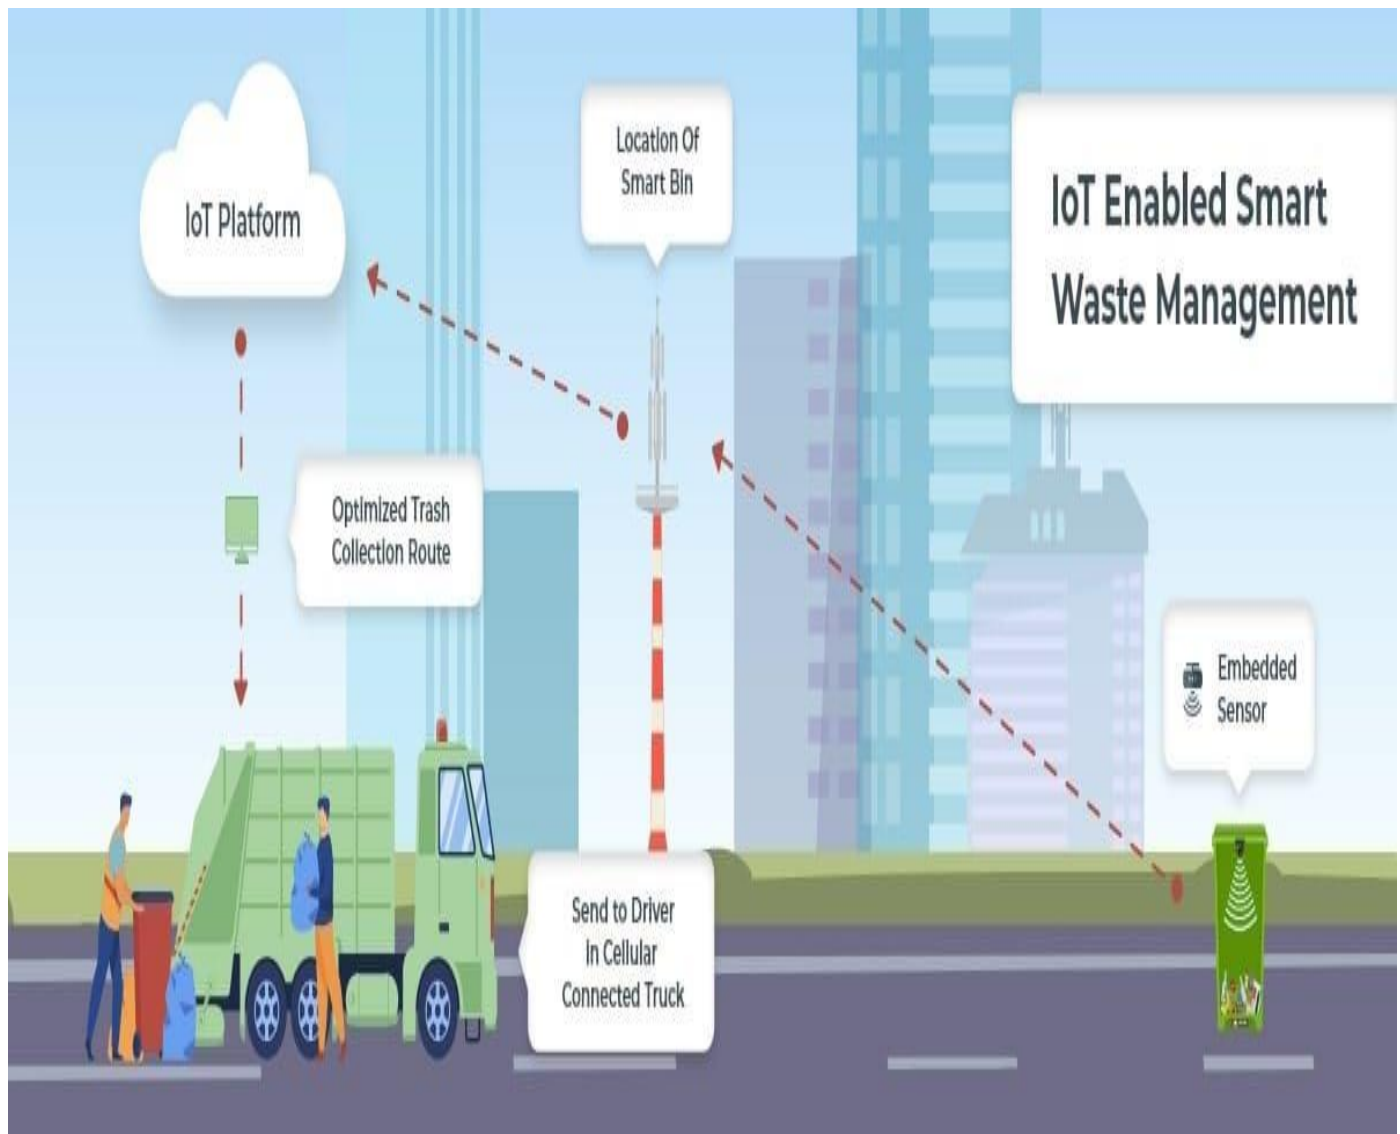 IoT Platform
Location Of
Smart Bin
IoT Enabled Smart
Waste Management
Optimized Trash
Collection Route
Embedded
Sensor
Send to Driver
In Cellular
Connected Truck